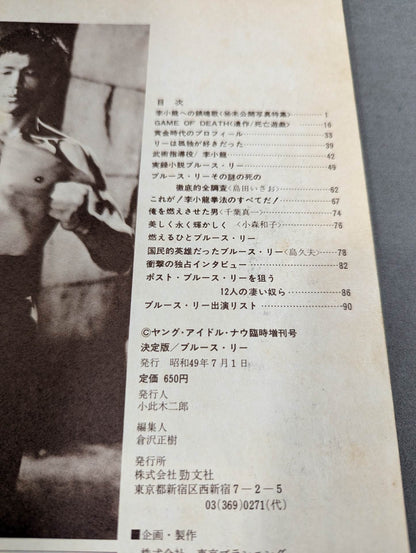 目 次
李小龍への鎮魂歌<秘未公開写真特集> 1
GAME OF DEATH<遺作/死亡遊戯> 16
黄金時代のプロフィール 33
リーは孤独が好きだった 39
武術指導役/李小龍 42
実録小説ブルース・リー 49
ブルース・リーその謎の死の
徹底的全調査<島田いさお> 62
これが!李小龍拳法のすべてだ! 67
俺を燃えさせた男<千葉真一> 74
美しく永く輝かしく<小森和子> 76
燃えるひとブルース・リー
国民的英雄だったブルース・リー<島久夫> 78
衝撃の独占インタビュー 82
ポスト・ブルース・リーを狙う
12人の凄い奴ら 86
ブルース・リー出演リスト 90
©ヤング・アイドル・ナウ臨時増刊号
決定版/ブルース・リー
発行 昭和49年7月1日
定価 650円
発行人
小此木二郎
編集人
倉沢正樹
発行所
株式会社 勁文社
東京都新宿区西新宿7-2-5
03(369)0271(代)
■企画・製作
株式会社 東京プランニング